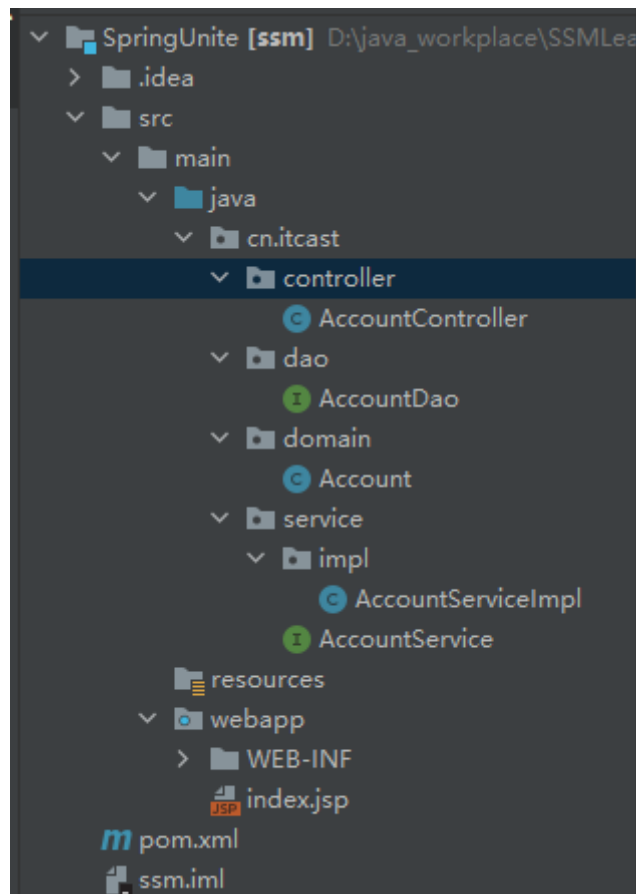 SpringUnite [ssm] D:\java_workplace\SSMLea
.idea
src
main
java
cn.itcast
controller
C AccountController
dao
I AccountDao
domain
C Account
service
impl
C AccountServiceImpl
I AccountService
resources
webapp
WEB-INF
JSP index.jsp
m pom.xml
ssm.iml